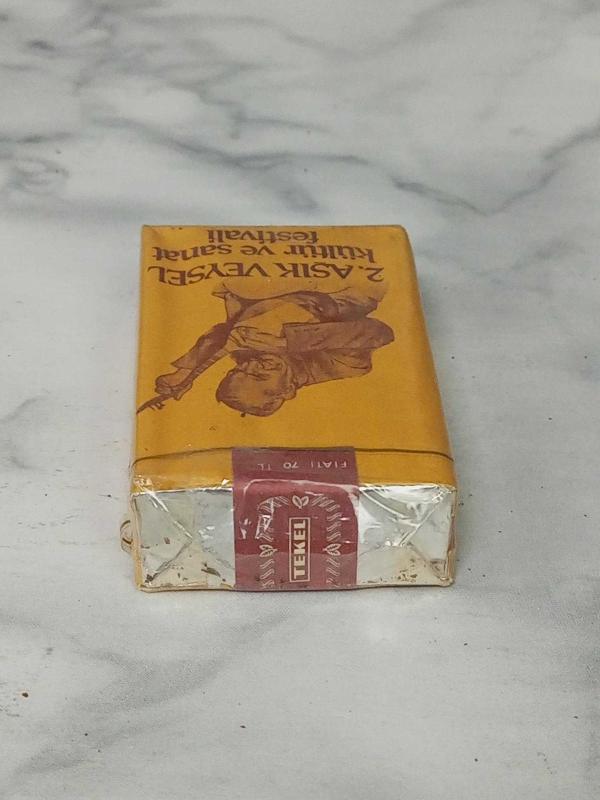 2. AŞIK VEYSEL
kültür ve sanat
festivali
FİATI 70 TL.
TEKEL